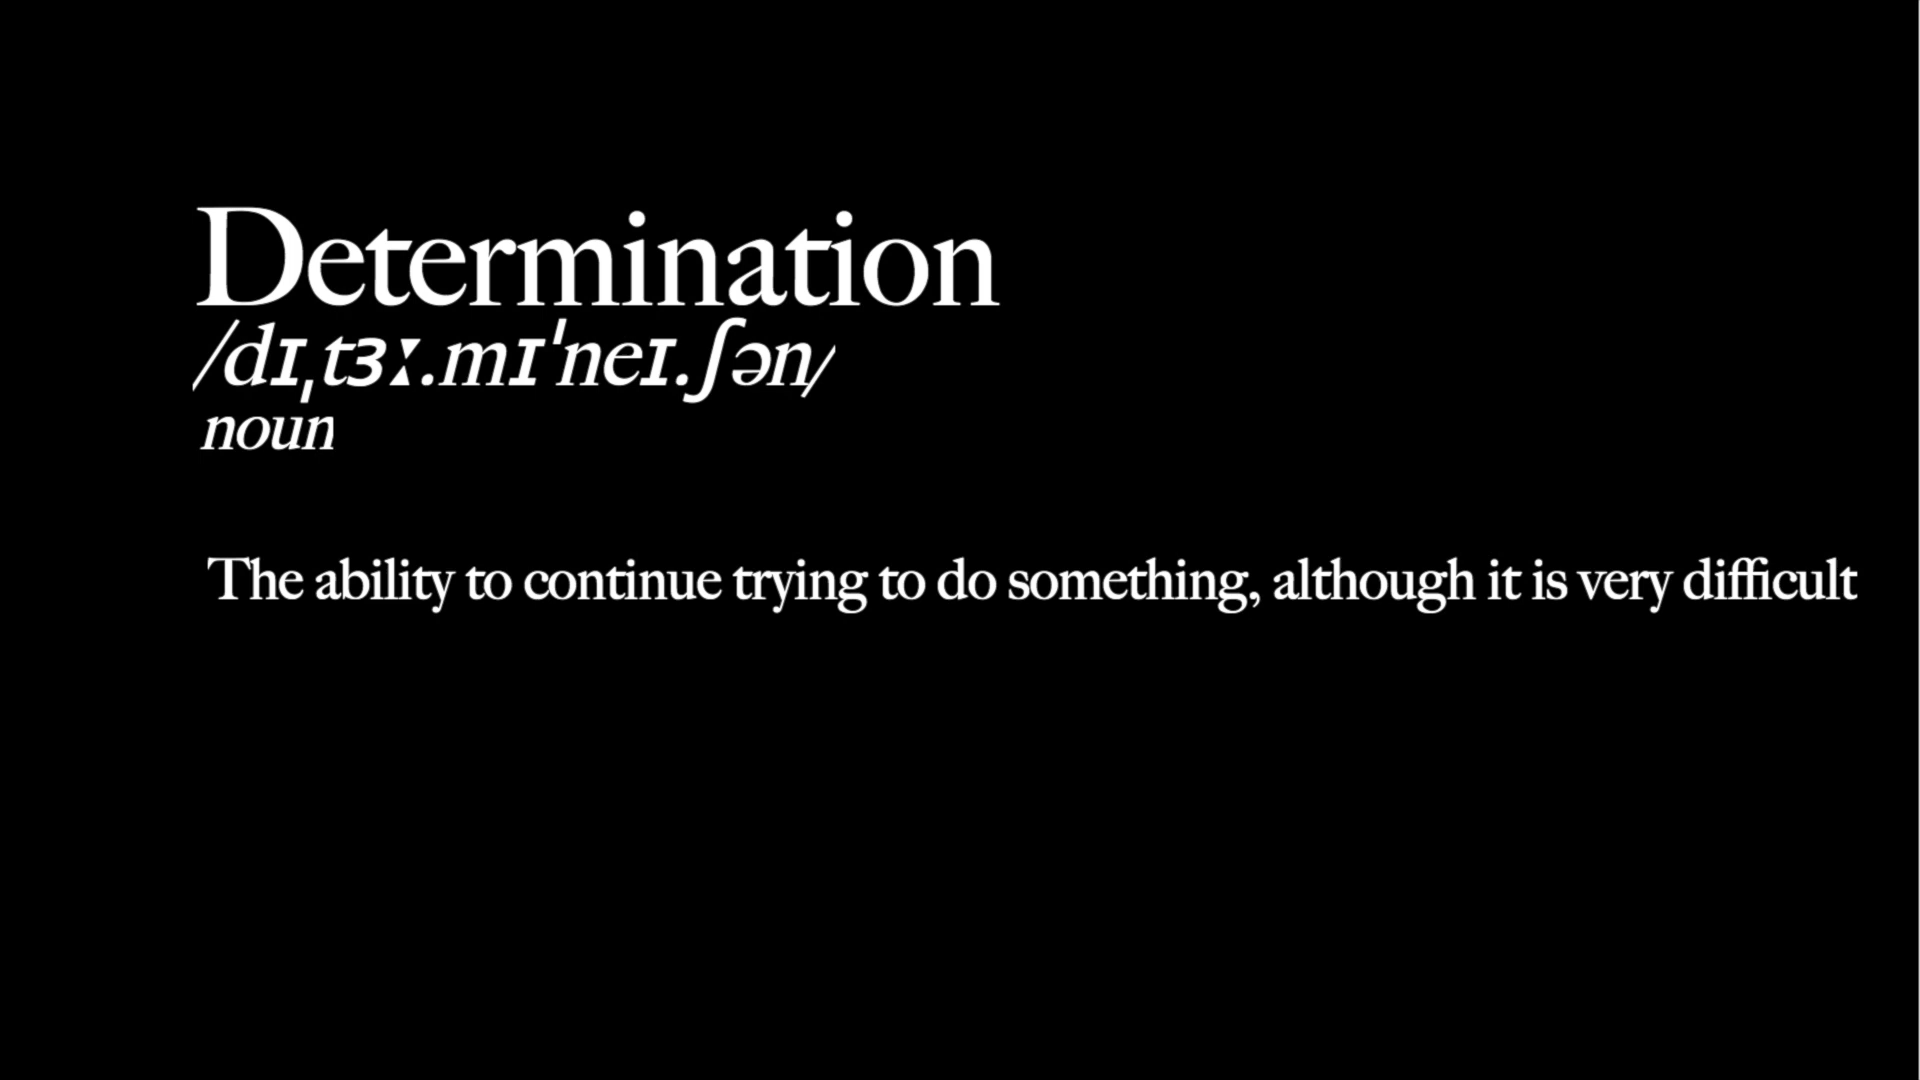 Determination
/dɪˌtɜː.mɪˈneɪ.ʃən/
noun
The ability to continue trying to do something, although it is very difficult